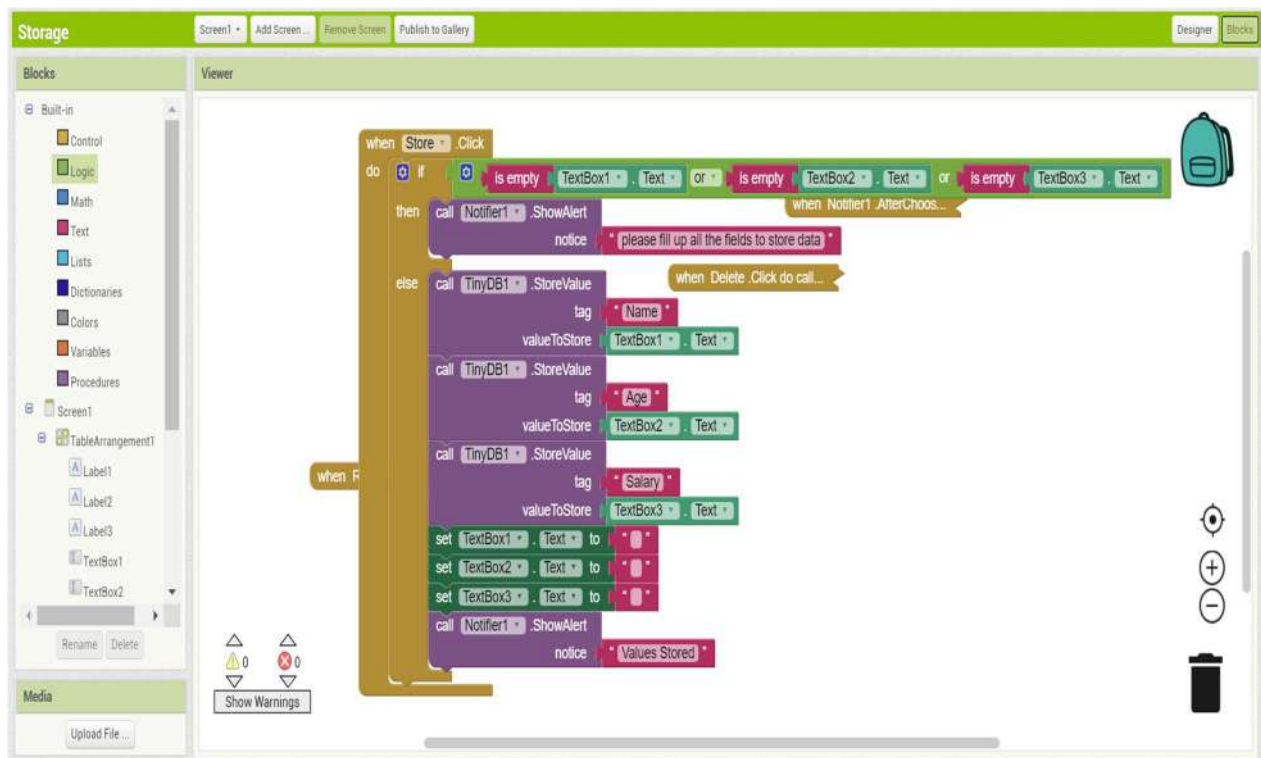 Storage Screen1 Add Screen ... Remove Screen Publish to Gallery Designer Blocks
Blocks
Built-in
Control
Logic
Math
Text
Lists
Dictionaries
Colors
Variables
Procedures
Screen1
TableArrangement1
Label1
Label2
Label3
TextBox1
TextBox2
Rename Delete
Media
Upload File ...
Viewer
when Store .Click
do if is empty TextBox1 . Text or is empty TextBox2 . Text or is empty TextBox3 . Text
when Notifier1 .AfterChoos...
then call Notifier1 .ShowAlert
notice " please fill up all the fields to store data "
when Delete .Click do call...
else call TinyDB1 .StoreValue
tag " Name "
valueToStore TextBox1 . Text
call TinyDB1 .StoreValue
tag " Age "
valueToStore TextBox2 . Text
call TinyDB1 .StoreValue
when R
tag " Salary "
valueToStore TextBox3 . Text
set TextBox1 . Text to " "
set TextBox2 . Text to " "
set TextBox3 . Text to " "
call Notifier1 .ShowAlert
notice " Values Stored "
0 0
Show Warnings